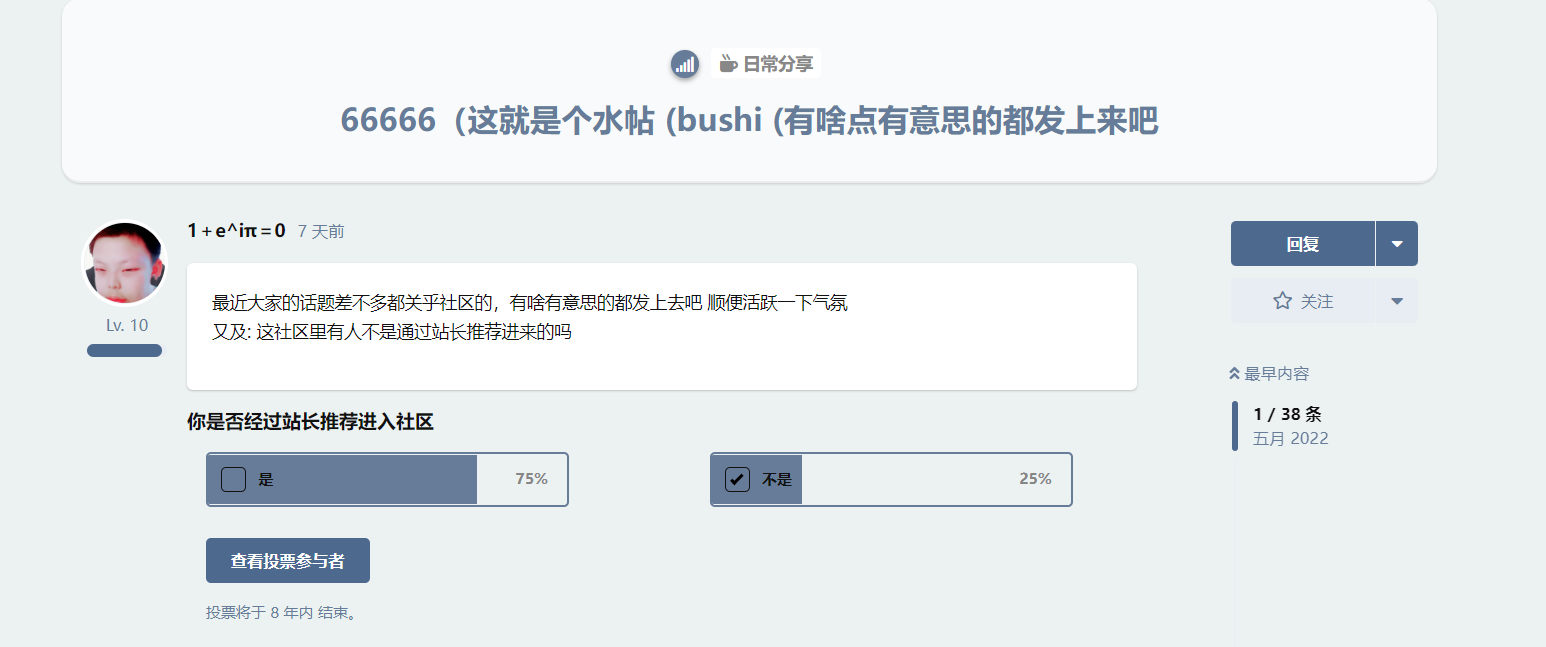 日常分享
66666（这就是个水帖 (bushi (有啥点有意思的都发上来吧
1+e^iπ=0 7 天前
回复
最近大家的话题差不多都关乎社区的，有啥有意思的都发上去吧 顺便活跃一下气氛
又及: 这社区里有人不是通过站长推荐进来的吗
关注
Lv. 10
最早内容
1 / 38 条
五月 2022
你是否经过站长推荐进入社区
是 75%
不是 25%
查看投票参与者
投票将于 8 年内 结束。